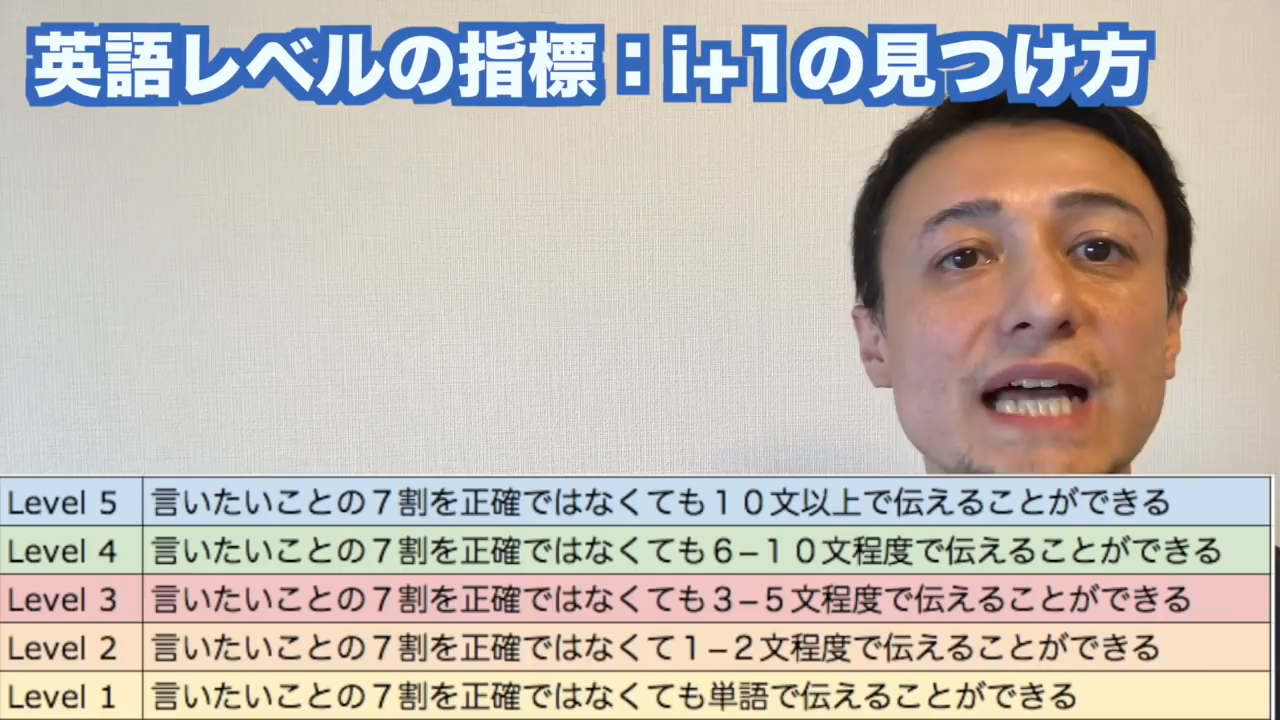 英語レベルの指標：i+1の見つけ方
Level 5 言いたいことの７割を正確ではなくても１０文以上で伝えることができる
Level 4 言いたいことの７割を正確ではなくても６−１０文程度で伝えることができる
Level 3 言いたいことの７割を正確ではなくても３−５文程度で伝えることができる
Level 2 言いたいことの７割を正確ではなくて１−２文程度で伝えることができる
Level 1 言いたいことの７割を正確ではなくても単語で伝えることができる